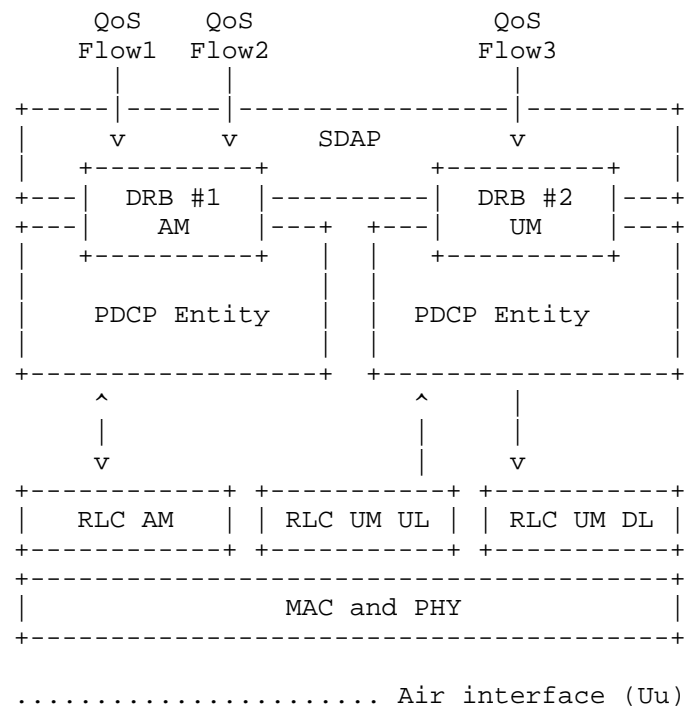 QoS QoS QoS
Flow1 Flow2 Flow3
v v SDAP v
DRB #1 DRB #2
AM UM
PDCP Entity PDCP Entity
v v
RLC AM RLC UM UL RLC UM DL
MAC and PHY
....................... Air interface (Uu)